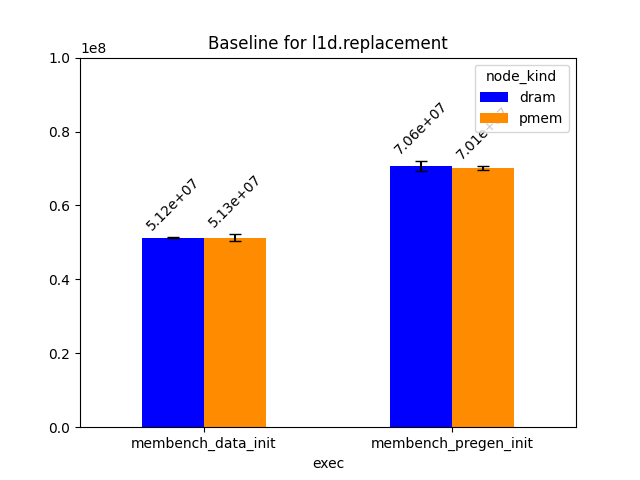 Baseline for l1d.replacement
1e8
1.0
0.8
0.6
0.4
0.2
0.0
5.12e+07
5.13e+07
7.06e+07
7.01e+07
node_kind
dram
pmem
membench_data_init
membench_pregen_init
exec